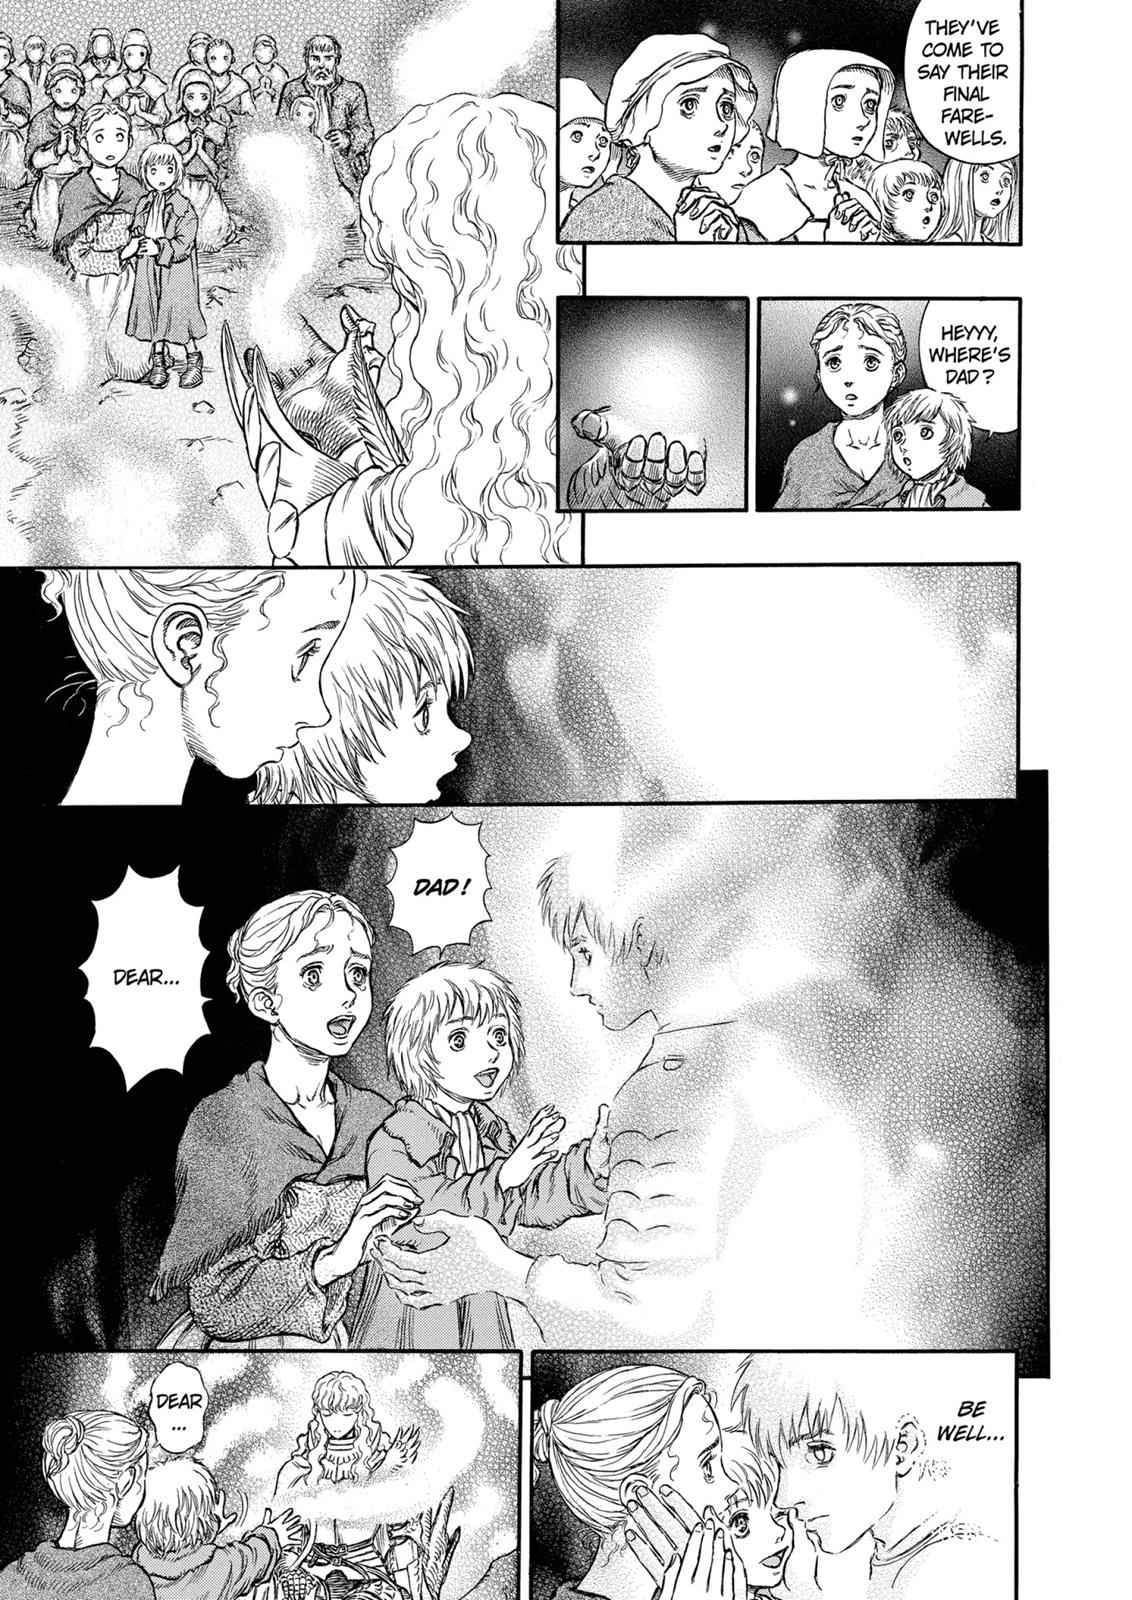 THEY'VE
COME TO
SAY THEIR
FINAL
FARE-
WELLS.
HEYYY,
WHERE'S
DAD?
DAD!
DEAR...
BE
WELL...
DEAR
...